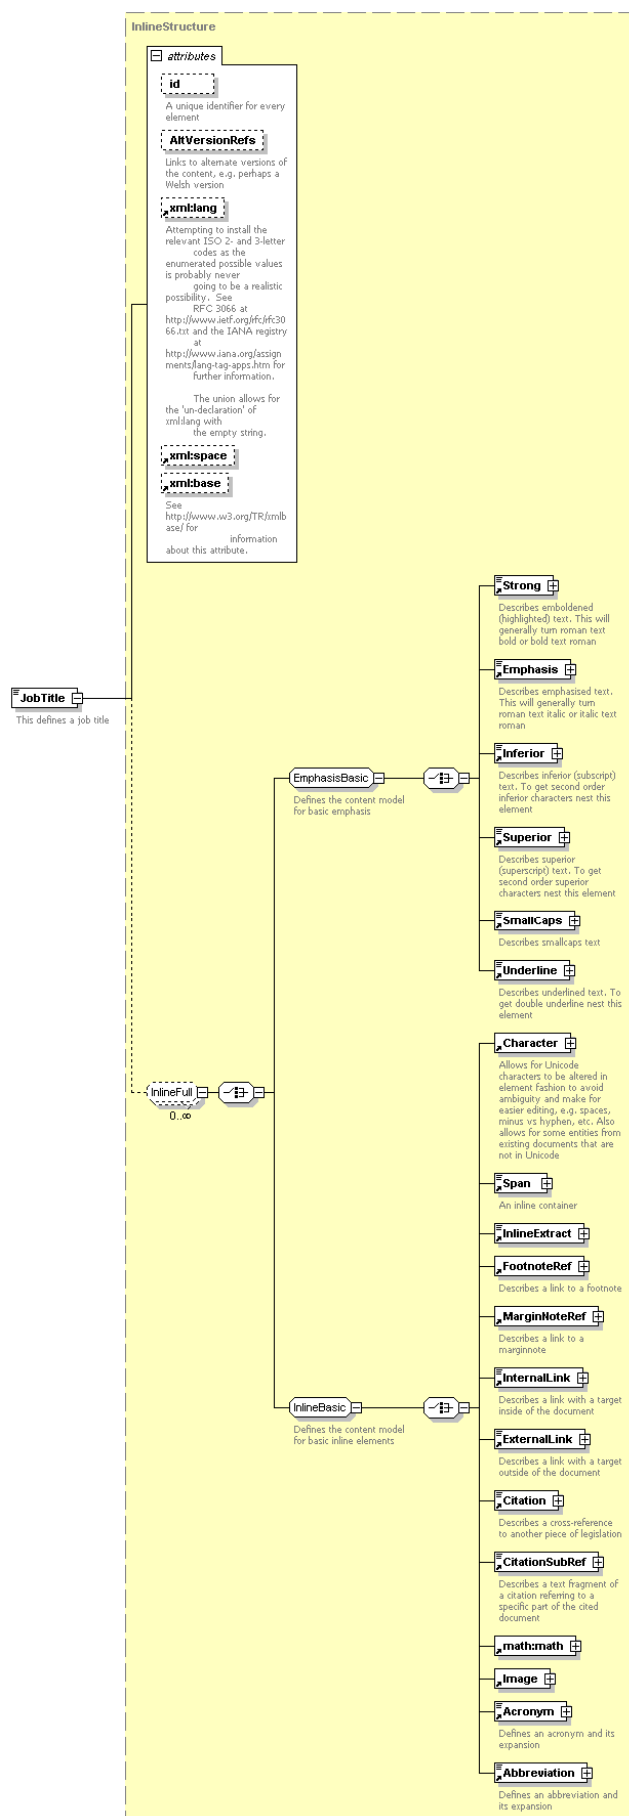 InlineStructure
attributes
id
A unique identifier for every
element
AltVersionRefs
Links to alternate versions of
the content, e.g. perhaps a
Welsh version
xml:lang
Attempting to install the
relevant ISO 2- and 3-letter
codes as the
enumerated possible values
is probably never
going to be a realistic
possibility.  See
RFC 3066 at
http://www.ietf.org/rfc/rfc30
66.txt and the IANA registry
at
http://www.iana.org/assign
ments/lang-tag-apps.htm for
further information.
The union allows for
the 'un-declaration' of
xml:lang with
the empty string.
xml:space
xml:base
See
http://www.w3.org/TR/xmlb
ase/ for
information
about this attribute.
JobTitle
This defines a job title
EmphasisBasic
Defines the content model
for basic emphasis
Strong
Describes emboldened
(highlighted) text. This will
generally turn roman text
bold or bold text roman
Emphasis
Describes emphasised text.
This will generally turn
roman text italic or italic text
roman
Inferior
Describes inferior (subscript)
text. To get second order
inferior characters nest this
element
Superior
Describes superior
(superscript) text. To get
second order superior
characters nest this element
SmallCaps
Describes smallcaps text
Underline
Describes underlined text. To
get double underline nest this
element
InlineFull
0..∞
InlineBasic
Defines the content model
for basic inline elements
Character
Allows for Unicode
characters to be altered in
element fashion to avoid
ambiguity and make for
easier editing, e.g. spaces,
minus vs hyphen, etc. Also
allows for some entities from
existing documents that are
not in Unicode
Span
An inline container
InlineExtract
FootnoteRef
Describes a link to a footnote
MarginNoteRef
Describes a link to a
marginnote
InternalLink
Describes a link with a target
inside of the document
ExternalLink
Describes a link with a target
outside of the document
Citation
Describes a cross-reference
to another piece of legislation
CitationSubRef
Describes a text fragment of
a citation referring to a
specific part of the cited
document
math:math
Image
Acronym
Defines an acronym and its
expansion
Abbreviation
Defines an abbreviation and
its expansion